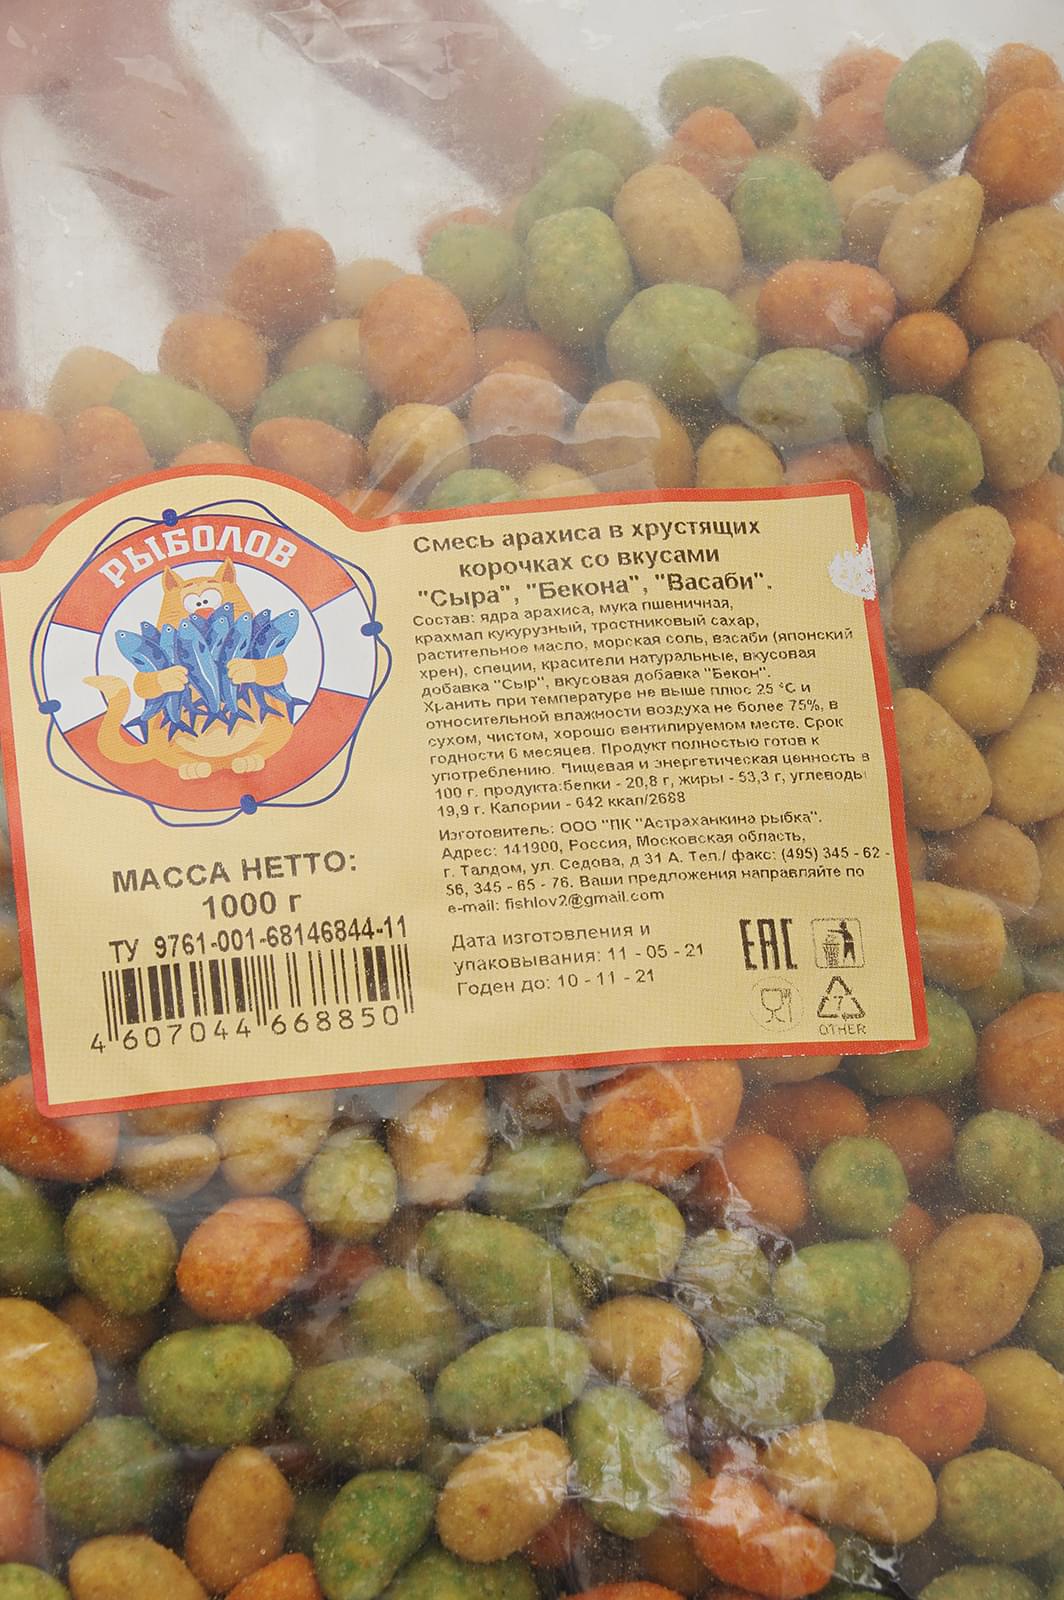 РЫБОЛОВ
Смесь арахиса в хрустящих
корочках со вкусами
"Сыра", "Бекона", "Васаби".
Состав: ядра арахиса, мука пшеничная,
крахмал кукурузный, тростниковый сахар,
растительное масло, морская соль, васаби (японский
хрен), специи, красители натуральные, вкусовая
добавка "Сыр", вкусовая добавка "Бекон".
Хранить при температуре не выше плюс 25 °С и
относительной влажности воздуха не более 75%, в
сухом, чистом, хорошо вентилируемом месте. Срок
годности 6 месяцев. Продукт полностью готов к
употреблению. Пищевая и энергетическая ценность в
100 г. продукта:белки - 20,8 г, жиры - 53,3 г, углеводы
19,9 г. Калории - 642 ккал/2688
Изготовитель: ООО "ПК "Астраханкина рыбка".
Адрес: 141900, Россия, Московская область,
г. Талдом, ул. Седова, д 31 А. Тел./ факс: (495) 345 - 62 -
56, 345 - 65 - 76. Ваши предложения направляйте по
e-mail: fishlov2@gmail.com
Дата изготовления и
упаковывания: 11 - 05 - 21
Годен до: 10 - 11 - 21
МАССА НЕТТО:
1000 г
ТУ 9761-001-68146844-11
4 607044 668850
EAC
7
OTHER